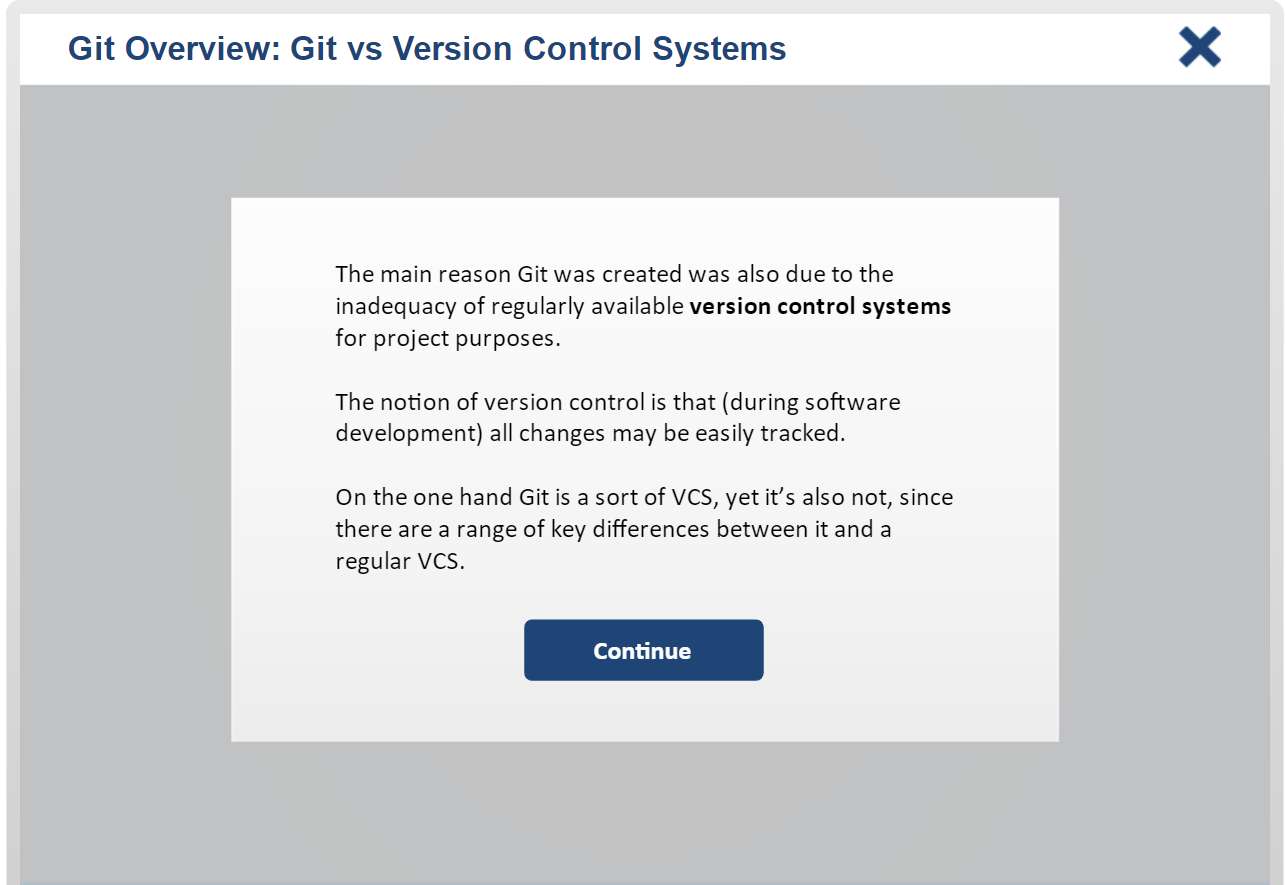 Git Overview: Git vs Version Control Systems
The main reason Git was created was also due to the
inadequacy of regularly available version control systems
for project purposes.
The notion of version control is that (during software
development) all changes may be easily tracked.
On the one hand Git is a sort of VCS, yet it’s also not, since
there are a range of key differences between it and a
regular VCS.
Continue